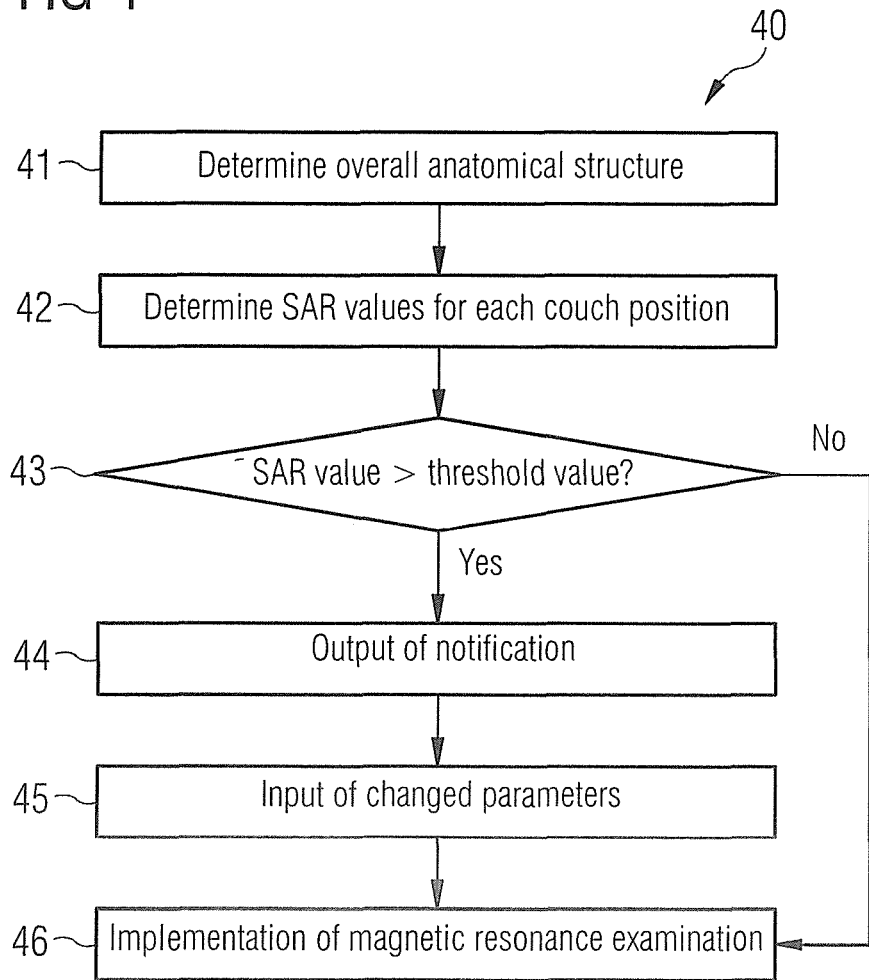 40
41 Determine overall anatomical structure
42 Determine SAR values for each couch position
No
43 SAR value > threshold value?
Yes
44 Output of notification
45 Input of changed parameters
46 Implementation of magnetic resonance examination